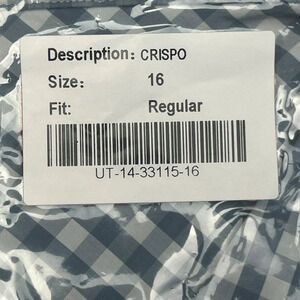 Description: CRISPO
Size: 16
Fit: Regular
UT-14-33115-16